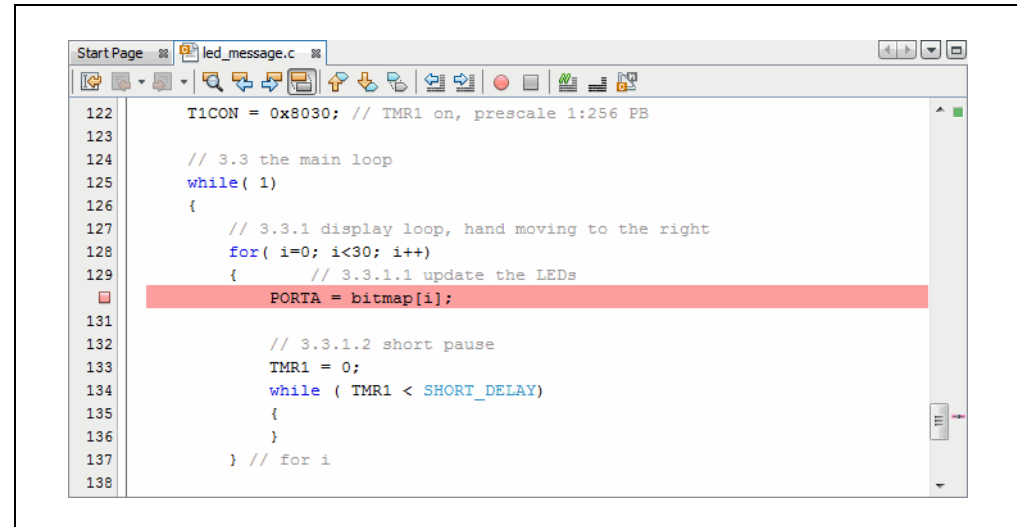 Start Page led_message.c
122 T1CON = 0x8030; // TMR1 on, prescale 1:256 PB
123
124 // 3.3 the main loop
125 while( 1)
126 {
127 // 3.3.1 display loop, hand moving to the right
128 for( i=0; i<30; i++)
129 { // 3.3.1.1 update the LEDs
PORTA = bitmap[i];
131
132 // 3.3.1.2 short pause
133 TMR1 = 0;
134 while ( TMR1 < SHORT_DELAY)
135 {
136 }
137 } // for i
138